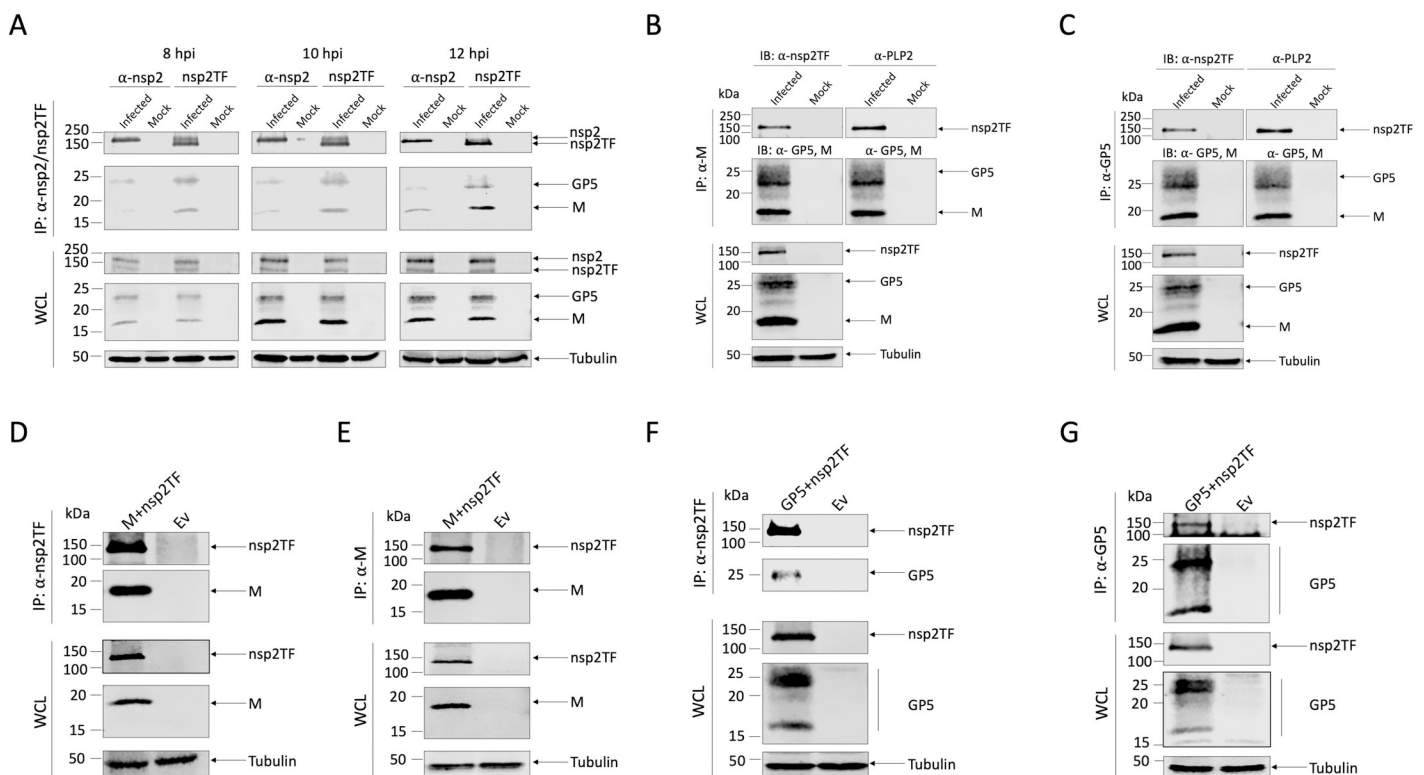 A
8 hpi 10 hpi 12 hpi
α-nsp2 nsp2TF α-nsp2 nsp2TF α-nsp2 nsp2TF
Infected Mock Infected Mock Infected Mock Infected Mock Infected Mock Infected Mock
IP: α-nsp2/nsp2TF
250
150
nsp2
nsp2TF
25
20
15
GP5
M
WCL
250
150
nsp2
nsp2TF
25
20
15
GP5
M
50
Tubulin
B
IB: α-nsp2TF α-PLP2
kDa
Infected Mock Infected Mock
IP: α-M
250
150
100
nsp2TF
IB: α- GP5, M α- GP5, M
25
20
GP5
M
WCL
150
100
nsp2TF
25
20
15
GP5
M
50
Tubulin
C
IB: α-nsp2TF α-PLP2
kDa
Infected Mock Infected Mock
IP: α-GP5
250
150
100
nsp2TF
IB: α- GP5, M α- GP5, M
25
20
GP5
M
WCL
150
100
nsp2TF
25
20
15
GP5
M
50
Tubulin
D
kDa
M+nsp2TF Ev
IP: α-nsp2TF
150
100
nsp2TF
20
15
M
WCL
150
100
nsp2TF
20
15
M
50
Tubulin
E
kDa
M+nsp2TF Ev
IP: α-M
150
100
nsp2TF
20
15
M
WCL
150
100
nsp2TF
20
15
M
50
Tubulin
F
kDa
GP5+nsp2TF Ev
IP: α-nsp2TF
150
100
nsp2TF
25
GP5
WCL
150
100
nsp2TF
25
20
15
GP5
50
Tubulin
G
kDa
GP5+nsp2TF Ev
IP: α-GP5
150
100
nsp2TF
25
20
GP5
WCL
150
100
nsp2TF
25
20
15
GP5
50
Tubulin